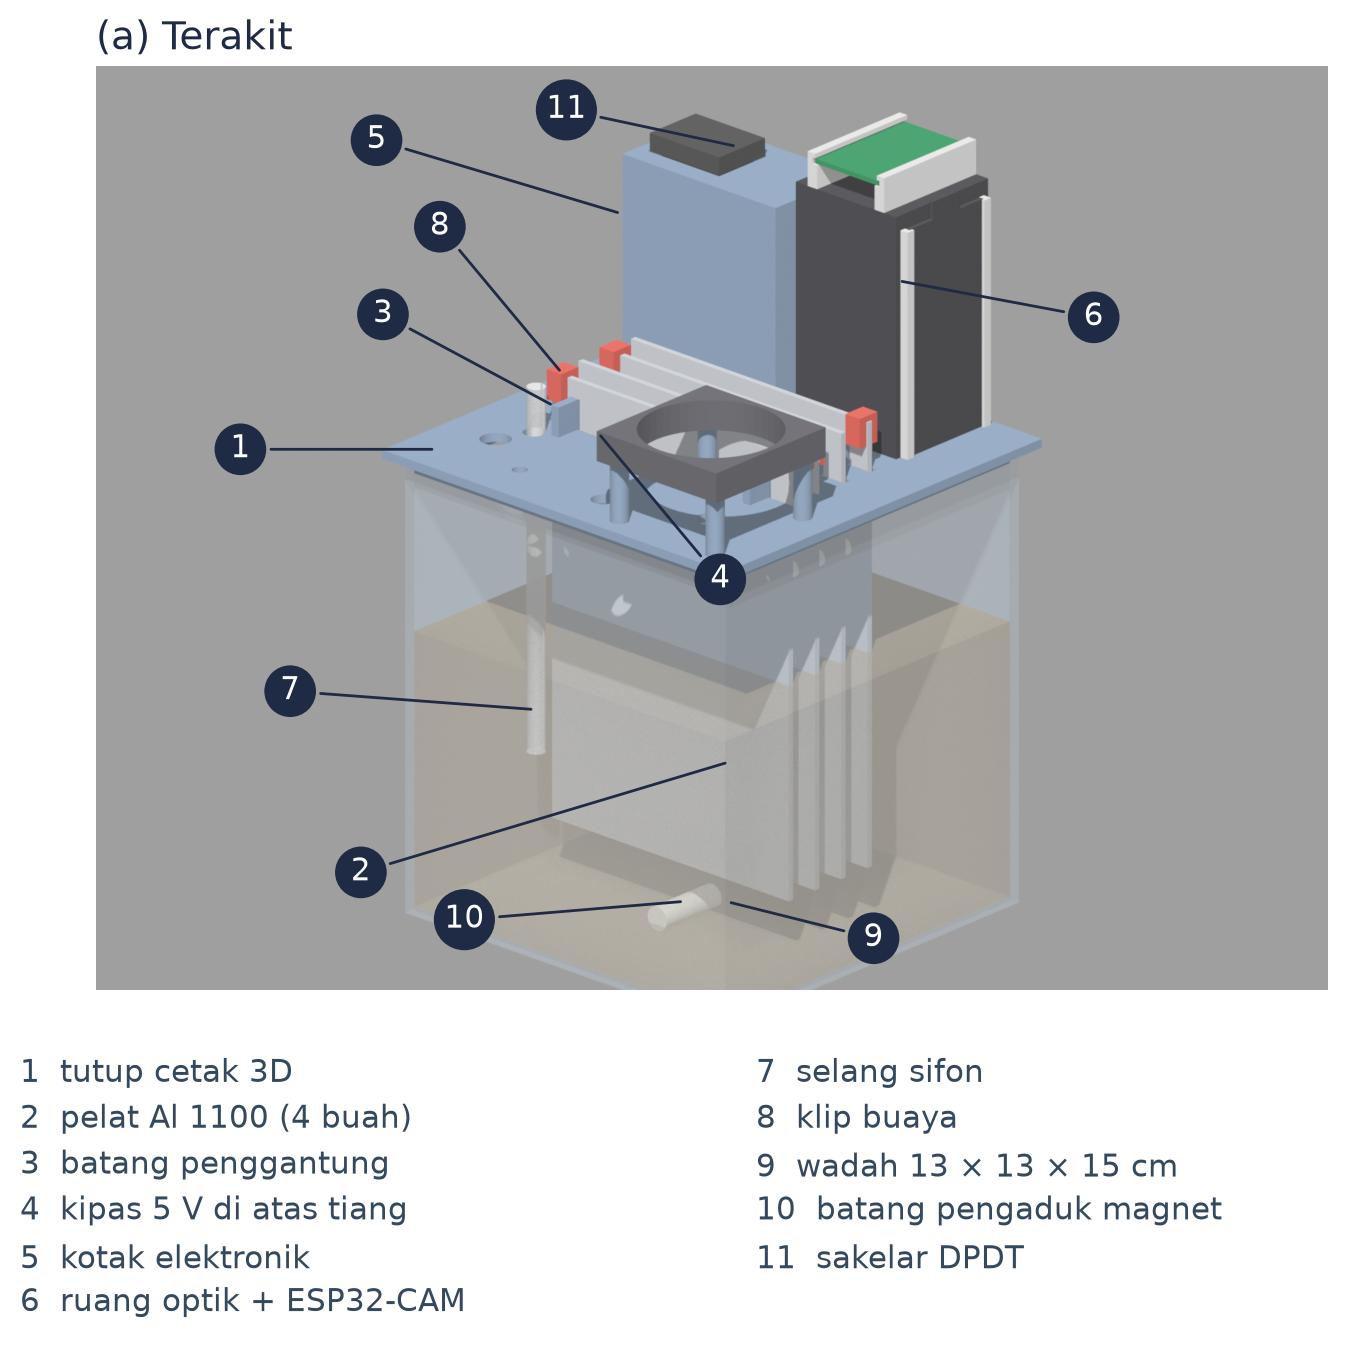 (a) Terakit
11
5
8
3
6
1
4
7
2
10
9
1 tutup cetak 3D
2 pelat Al 1100 (4 buah)
3 batang penggantung
4 kipas 5 V di atas tiang
5 kotak elektronik
6 ruang optik + ESP32-CAM
7 selang sifon
8 klip buaya
9 wadah 13 × 13 × 15 cm
10 batang pengaduk magnet
11 sakelar DPDT